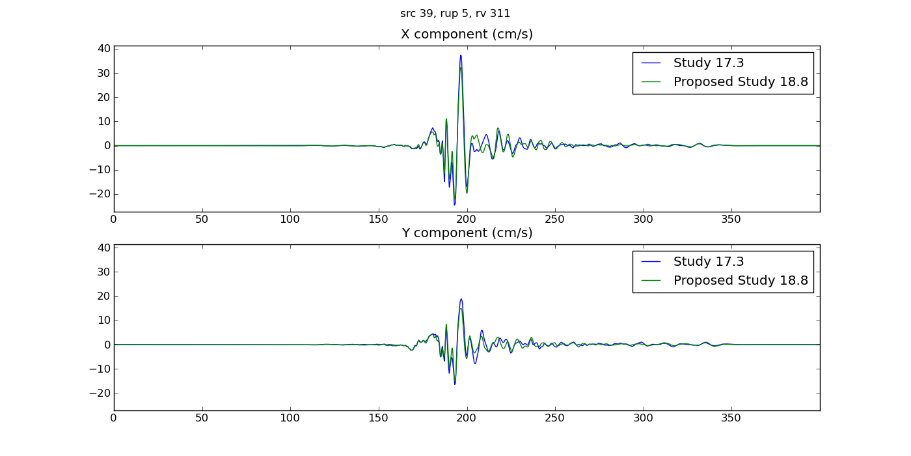 src 39, rup 5, rv 311
X component (cm/s)
40
30
20
10
0
−10
−20
Study 17.3
Proposed Study 18.8
0 50 100 150 200 250 300 350
Y component (cm/s)
40
30
20
10
0
−10
−20
Study 17.3
Proposed Study 18.8
0 50 100 150 200 250 300 350